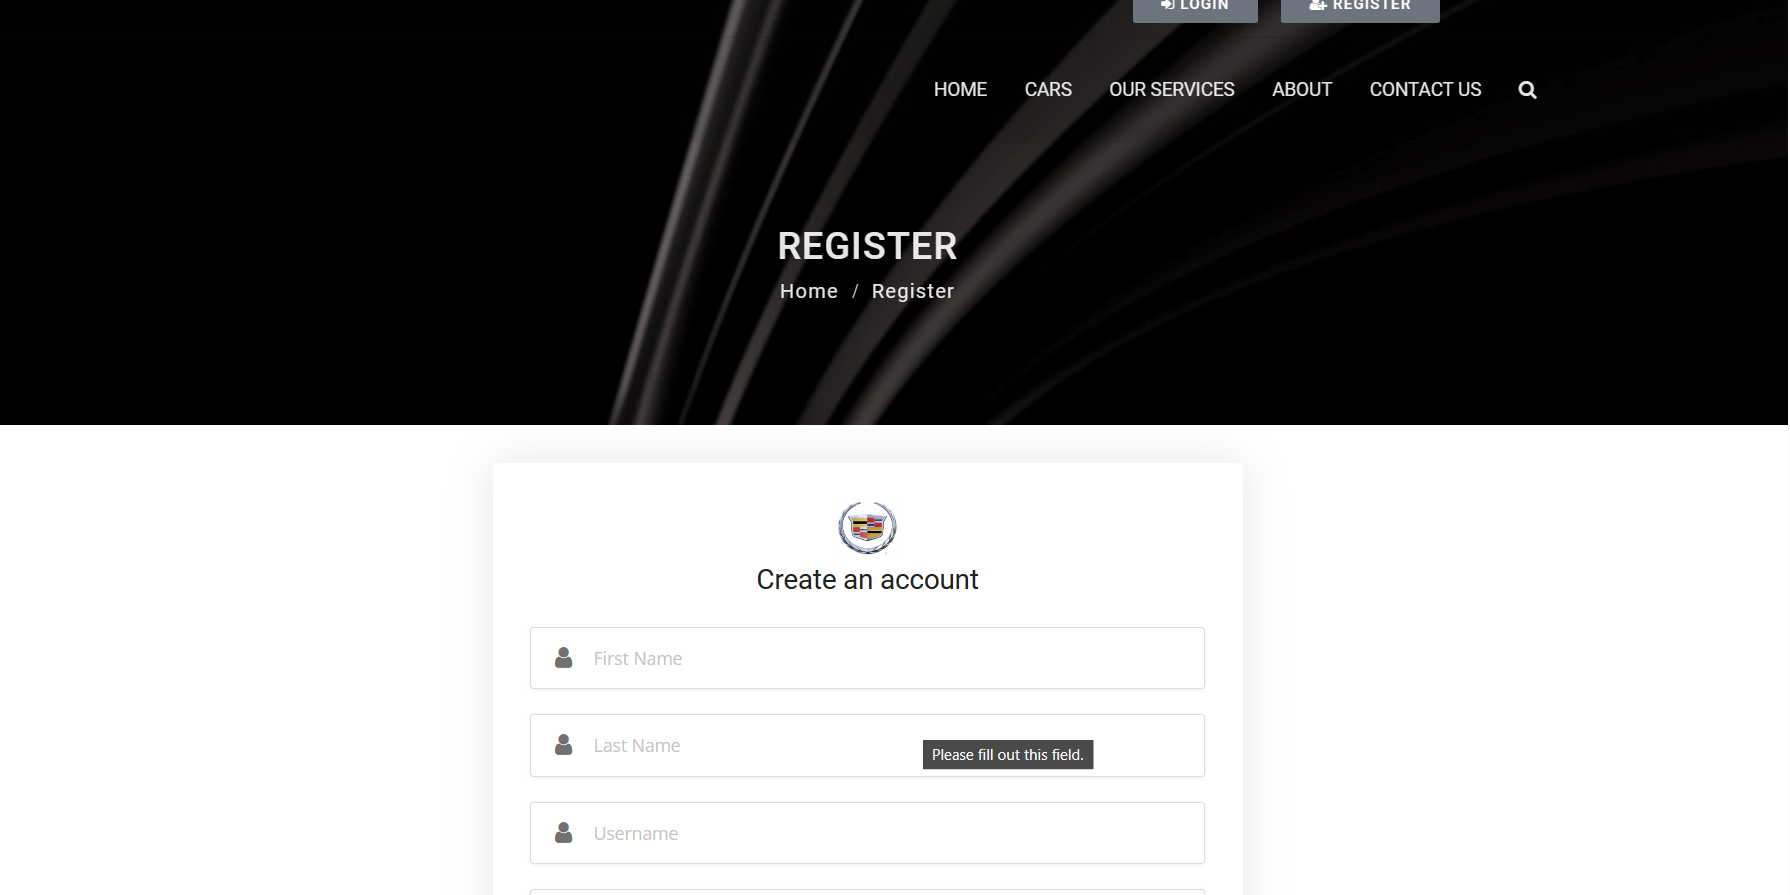 LOGIN
REGISTER
HOME
CARS
OUR SERVICES
ABOUT
CONTACT US
REGISTER
Home / Register
Create an account
First Name
Last Name
Please fill out this field.
Username